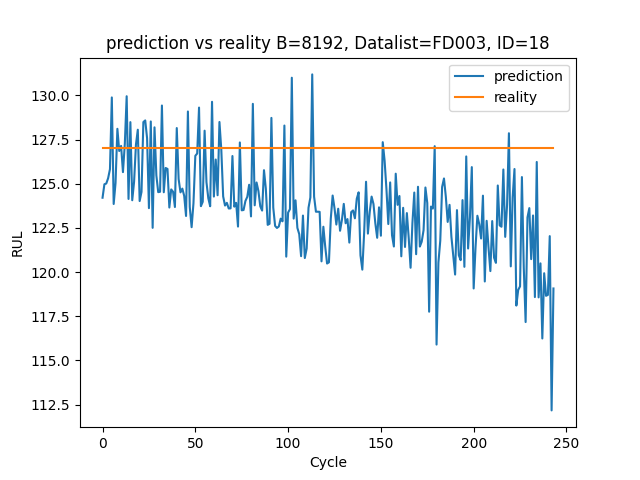 prediction vs reality B=8192, Datalist=FD003, ID=18
prediction
reality
RUL
130.0
127.5
125.0
122.5
120.0
117.5
115.0
112.5
0 50 100 150 200 250
Cycle